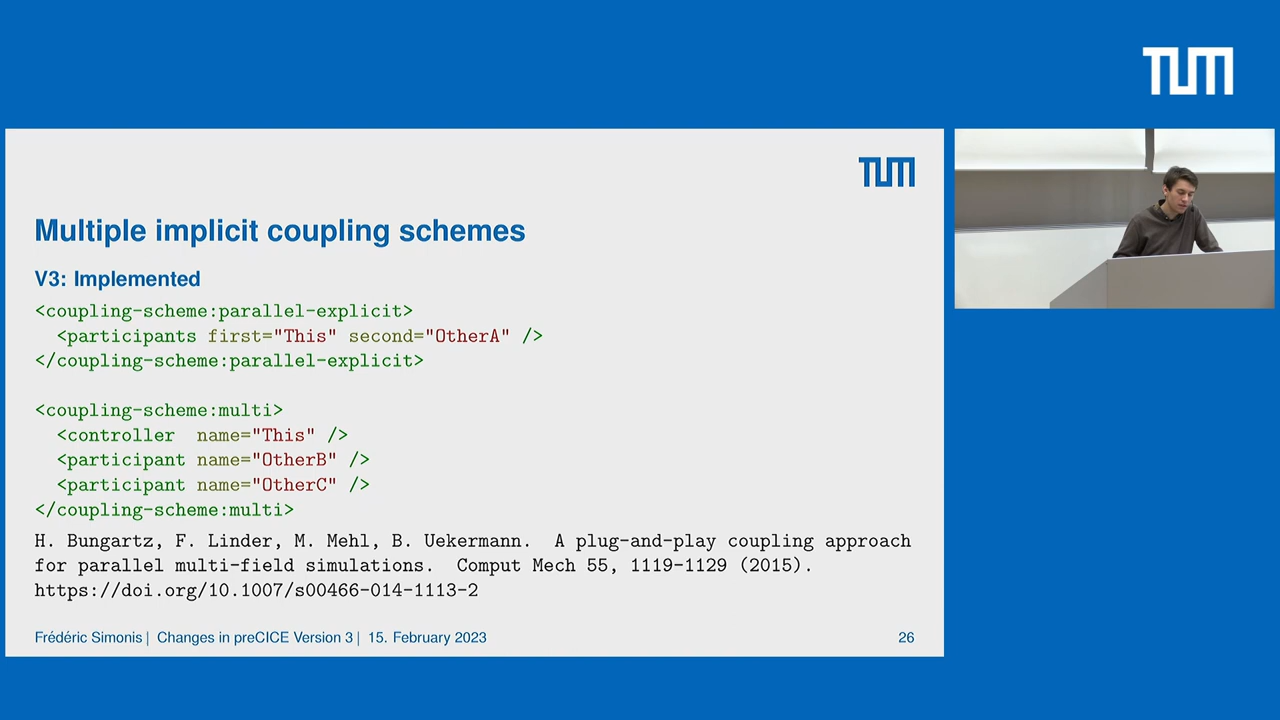 TUM
TUM
Multiple implicit coupling schemes
V3: Implemented
<coupling-scheme:parallel-explicit>
  <participants first="This" second="OtherA" />
</coupling-scheme:parallel-explicit>
<coupling-scheme:multi>
  <controller  name="This" />
  <participant name="OtherB" />
  <participant name="OtherC" />
</coupling-scheme:multi>
H. Bungartz, F. Linder, M. Mehl, B. Uekermann.  A plug-and-play coupling approach
for parallel multi-field simulations.  Comput Mech 55, 1119-1129 (2015).
https://doi.org/10.1007/s00466-014-1113-2
Frédéric Simonis | Changes in preCICE Version 3 | 15. February 2023
26